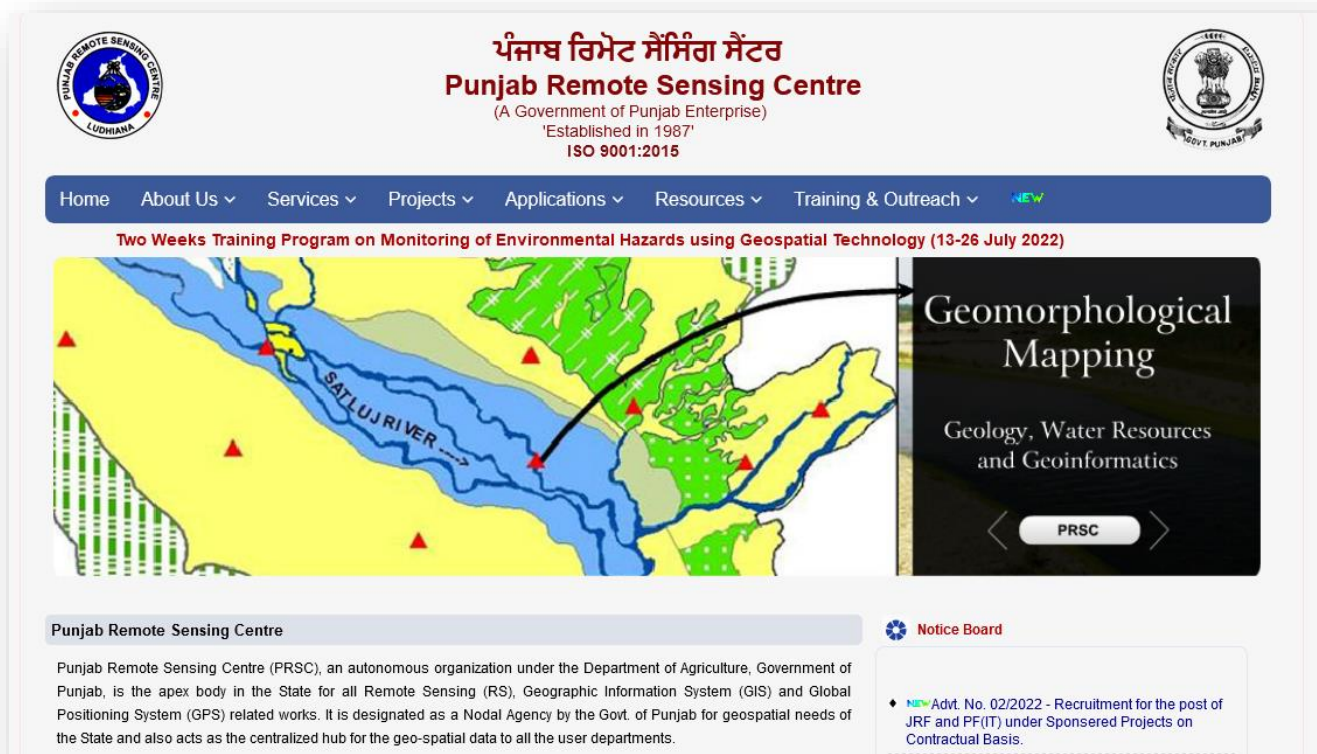 PUNJAB REMOTE SENSING CENTRE
LUDHIANA
ਪੰਜਾਬ ਰਿਮੋਟ ਸੈਂਸਿੰਗ ਸੈਂਟਰ
Punjab Remote Sensing Centre
(A Government of Punjab Enterprise)
'Established in 1987'
ISO 9001:2015
GOVT. PUNJAB
Home About Us Services Projects Applications Resources Training & Outreach NEW
Two Weeks Training Program on Monitoring of Environmental Hazards using Geospatial Technology (13-26 July 2022)
SATLUJ RIVER
Geomorphological
Mapping
Geology, Water Resources
and Geoinformatics
PRSC
Punjab Remote Sensing Centre
Punjab Remote Sensing Centre (PRSC), an autonomous organization under the Department of Agriculture, Government of
Punjab, is the apex body in the State for all Remote Sensing (RS), Geographic Information System (GIS) and Global
Positioning System (GPS) related works. It is designated as a Nodal Agency by the Govt. of Punjab for geospatial needs of
the State and also acts as the centralized hub for the geo-spatial data to all the user departments.
Notice Board
NEW Advt. No. 02/2022 - Recruitment for the post of
JRF and PF(IT) under Sponsered Projects on
Contractual Basis.